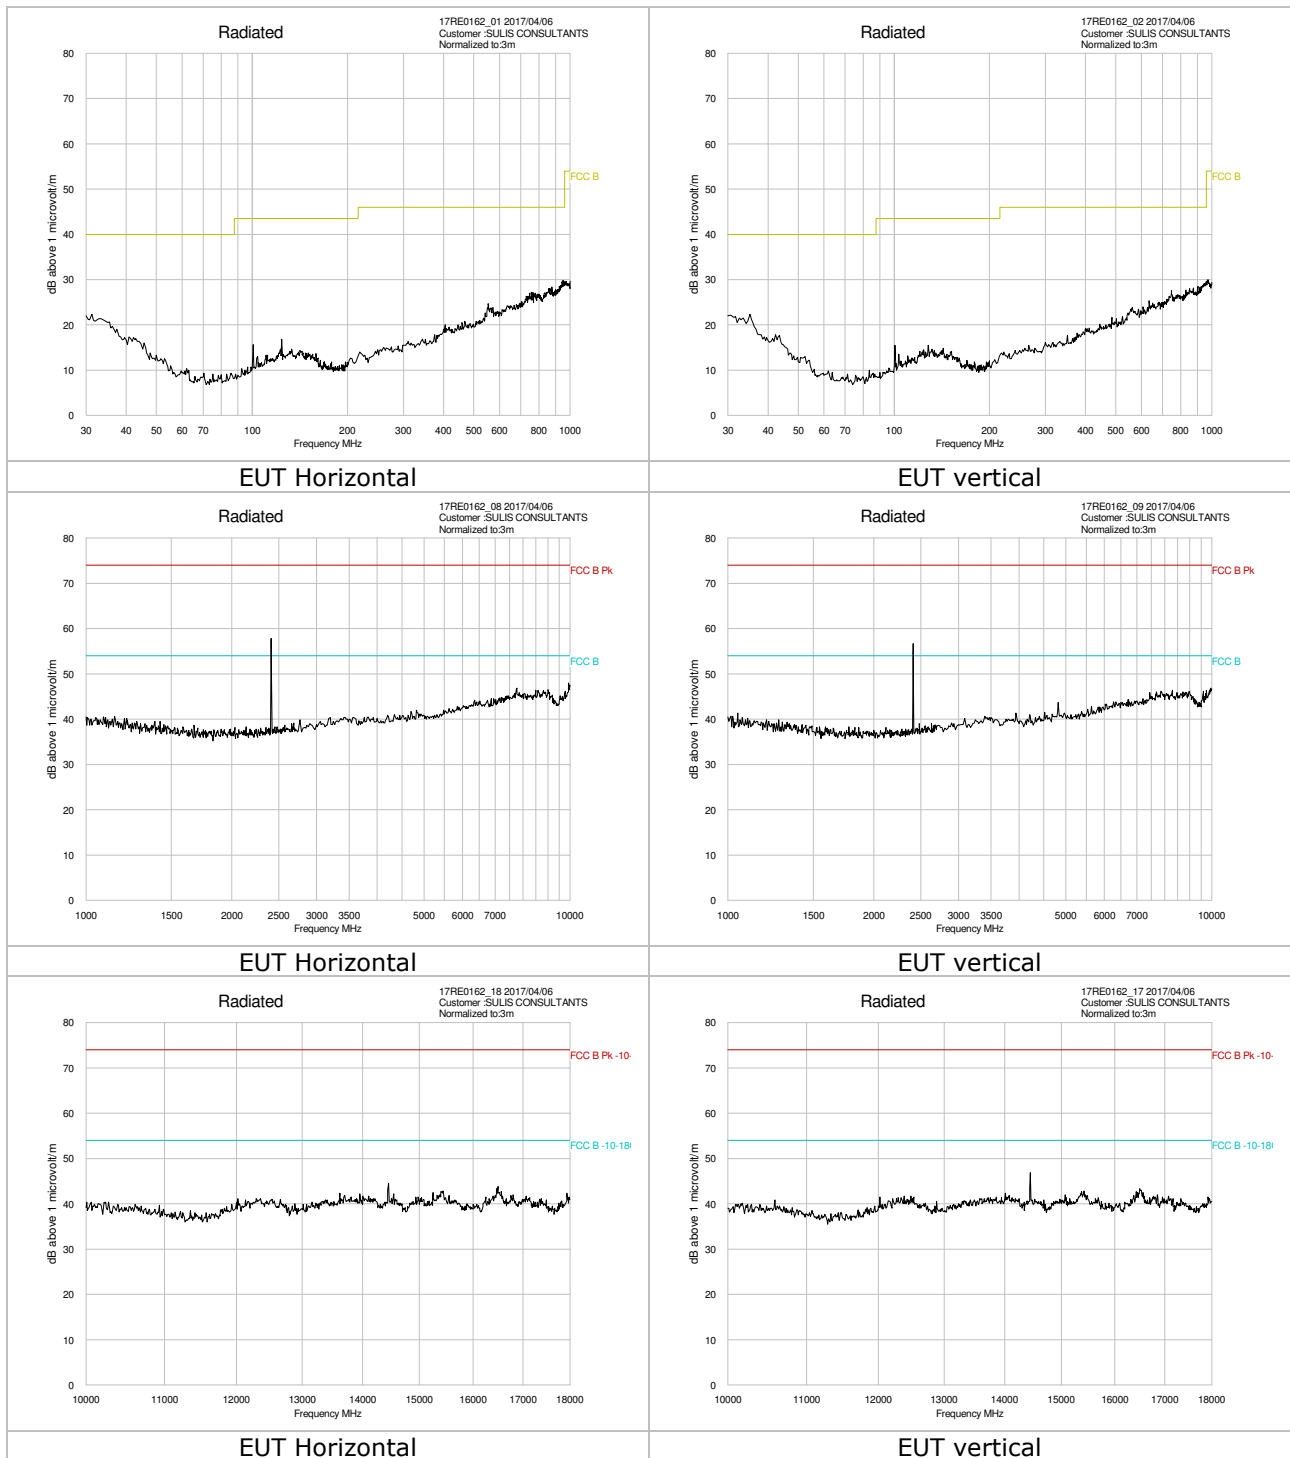 Radiated
17RE0162_01 2017/04/06
Customer :SULIS CONSULTANTS
Normalized to:3m
dB above 1 microvolt/m
80
70
60
50
40
30
20
10
0
FCC B
30 40 50 60 70 100 200 300 400 500 600 800 1000
Frequency MHz
EUT Horizontal
Radiated
17RE0162_02 2017/04/06
Customer :SULIS CONSULTANTS
Normalized to:3m
dB above 1 microvolt/m
80
70
60
50
40
30
20
10
0
FCC B
30 40 50 60 70 100 200 300 400 500 600 800 1000
Frequency MHz
EUT vertical
Radiated
17RE0162_08 2017/04/06
Customer :SULIS CONSULTANTS
Normalized to:3m
dB above 1 microvolt/m
80
70
60
50
40
30
20
10
0
FCC B Pk
FCC B
1000 1500 2000 2500 3000 3500 5000 6000 7000 10000
Frequency MHz
EUT Horizontal
Radiated
17RE0162_09 2017/04/06
Customer :SULIS CONSULTANTS
Normalized to:3m
dB above 1 microvolt/m
80
70
60
50
40
30
20
10
0
FCC B Pk
FCC B
1000 1500 2000 2500 3000 3500 5000 6000 7000 10000
Frequency MHz
EUT vertical
Radiated
17RE0162_18 2017/04/06
Customer :SULIS CONSULTANTS
Normalized to:3m
dB above 1 microvolt/m
80
70
60
50
40
30
20
10
0
FCC B Pk -10-
FCC B -10-18
10000 11000 12000 13000 14000 15000 16000 17000 18000
Frequency MHz
EUT Horizontal
Radiated
17RE0162_17 2017/04/06
Customer :SULIS CONSULTANTS
Normalized to:3m
dB above 1 microvolt/m
80
70
60
50
40
30
20
10
0
FCC B Pk -10-
FCC B -10-18
10000 11000 12000 13000 14000 15000 16000 17000 18000
Frequency MHz
EUT vertical